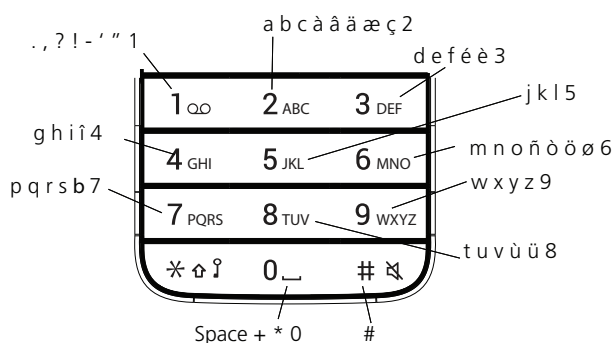 a b c à â ä æ ç 2
. , ? ! - ‘ ” 1
d e f é è 3
j k l 5
g h i î 4
m n o ñ ò ö ø 6
p q r s b 7
w x y z 9
t u v ù ü 8
1
2 ABC
3 DEF
4 GHI
5 JKL
6 MNO
7 PQRS
8 TUV
9 WXYZ
*
0
#
Space + * 0
#